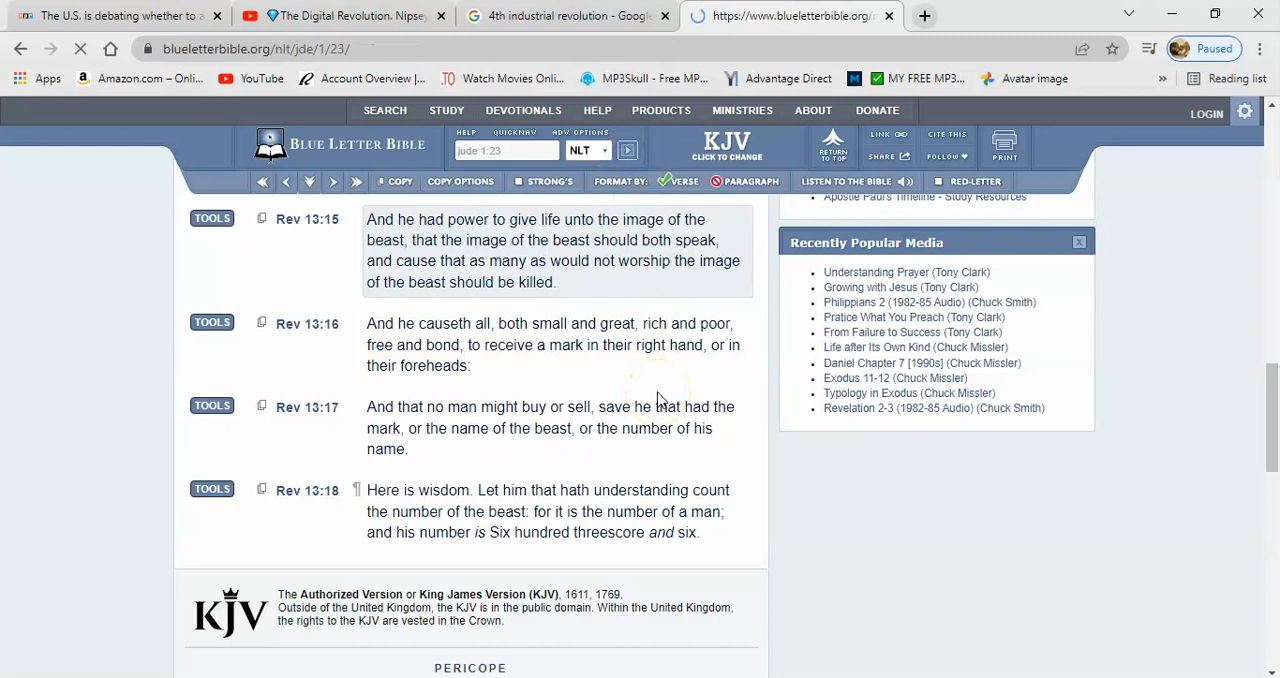 The U.S. is debating whether to a
The Digital Revolution. Nipsey
4th industrial revolution - Google
https://www.blueletterbible.org/
blueletterbible.org/nlt/jde/1/23/
Paused
Apps
Amazon.com – Onli...
YouTube
Account Overview |...
Watch Movies Onlin...
MP3Skull - Free MP...
Advantage Direct
MY FREE MP3...
Avatar image
»
Reading list
SEARCH STUDY DEVOTIONALS HELP PRODUCTS MINISTRIES ABOUT DONATE
LOGIN
BLUE LETTER BIBLE
HELP QUICKNAV ADV. OPTIONS
jude 1:23
NLT
KJV
CLICK TO CHANGE
RETURN
TO TOP
LINK
CITE THIS
SHARE
FOLLOW
PRINT
COPY COPY OPTIONS STRONG'S FORMAT BY: VERSE PARAGRAPH LISTEN TO THE BIBLE RED-LETTER
TOOLS Rev 13:15 And he had power to give life unto the image of the
beast, that the image of the beast should both speak,
and cause that as many as would not worship the image
of the beast should be killed.
TOOLS Rev 13:16 And he causeth all, both small and great, rich and poor,
free and bond, to receive a mark in their right hand, or in
their foreheads:
TOOLS Rev 13:17 And that no man might buy or sell, save he that had the
mark, or the name of the beast, or the number of his
name.
TOOLS Rev 13:18 ¶ Here is wisdom. Let him that hath understanding count
the number of the beast: for it is the number of a man;
and his number is Six hundred threescore and six.
KJV
The Authorized Version or King James Version (KJV), 1611, 1769.
Outside of the United Kingdom, the KJV is in the public domain. Within the United Kingdom,
the rights to the KJV are vested in the Crown.
PERICOPE
Apostle Paul's Timeline - Study Resources
Recently Popular Media
Understanding Prayer (Tony Clark)
Growing with Jesus (Tony Clark)
Philippians 2 (1982-85 Audio) (Chuck Smith)
Pratice What You Preach (Tony Clark)
From Failure to Success (Tony Clark)
Life after Its Own Kind (Chuck Missler)
Daniel Chapter 7 [1990s] (Chuck Missler)
Exodus 11-12 (Chuck Missler)
Typology in Exodus (Chuck Missler)
Revelation 2-3 (1982-85 Audio) (Chuck Smith)